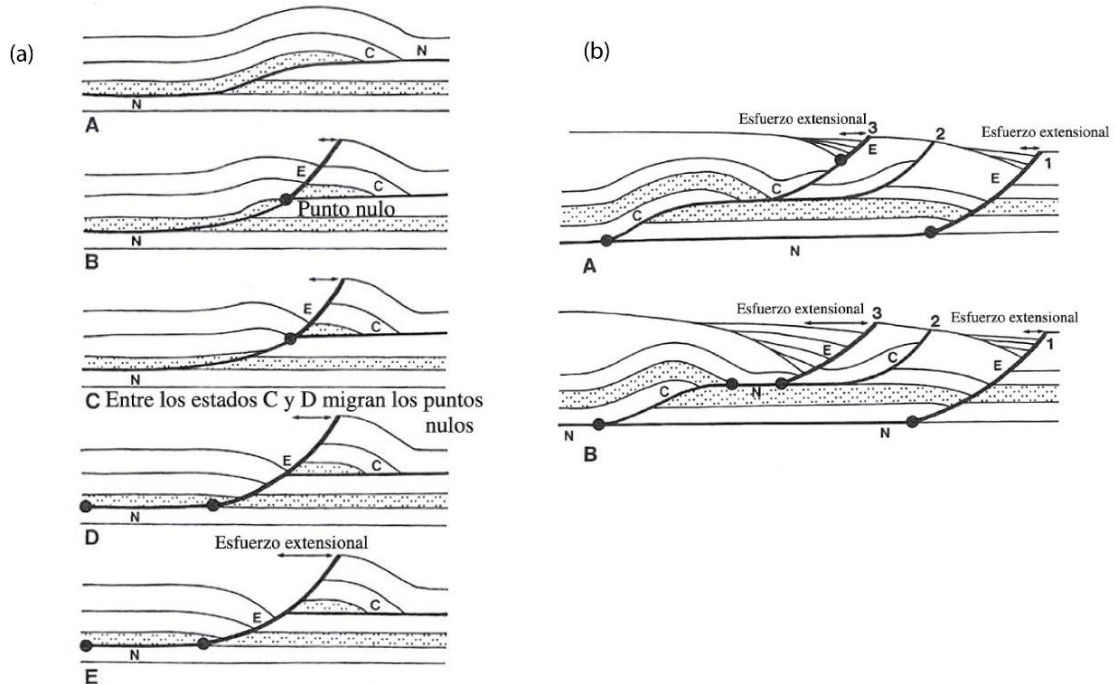 (a)
C N
N
A
E
C
Punto nulo
N
B
E
C
N
C Entre los estados C y D migran los puntos
nulos
E
C
N
D
Esfuerzo extensional
E
C
N
E
(b)
Esfuerzo extensional 3 2 Esfuerzo extensional
1
E
E
C
C
N
A
Esfuerzo extensional 3 2 Esfuerzo extensional
1
E
C
E
C
N
N
N
B